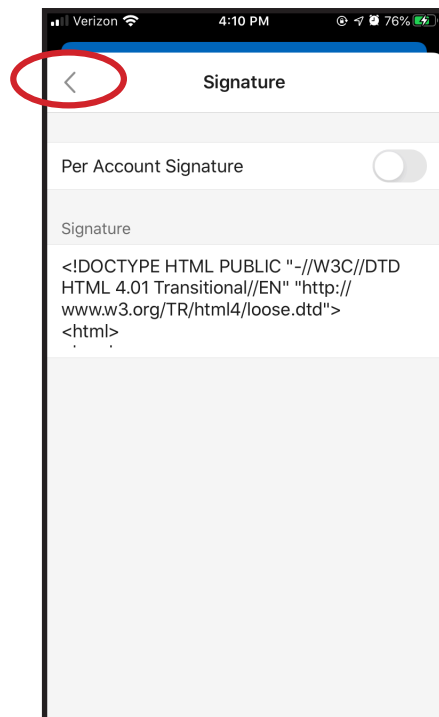 Verizon 4:10 PM 76%
Signature
Per Account Signature
Signature
<!DOCTYPE HTML PUBLIC "-//W3C//DTD
HTML 4.01 Transitional//EN" "http://
www.w3.org/TR/html4/loose.dtd">
<html>